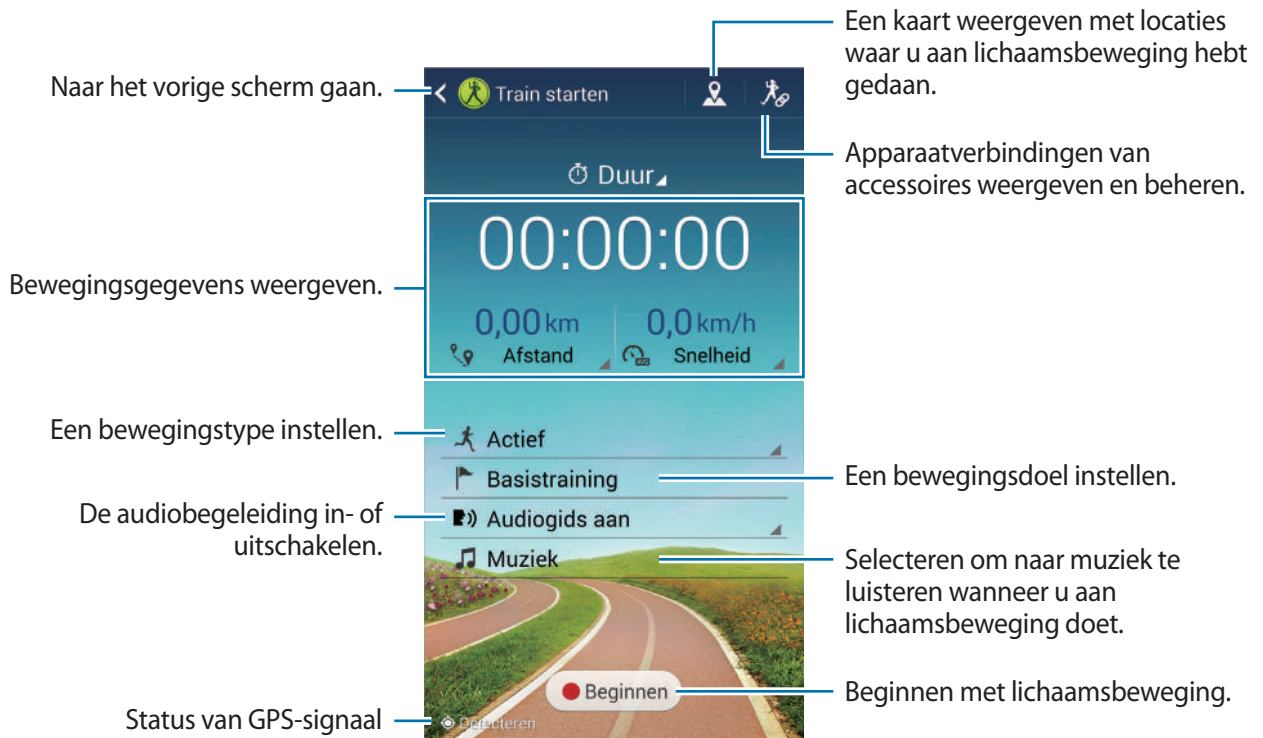 Een kaart weergeven met locaties
waar u aan lichaamsbeweging hebt
gedaan.
Naar het vorige scherm gaan.
Train starten
Apparaatverbindingen van
accessoires weergeven en beheren.
Duur
00:00:00
Bewegingsgegevens weergeven.
0,00 km
0,0 km/h
Afstand
AVG
Snelheid
Een bewegingstype instellen.
Actief
Basistraining
Een bewegingsdoel instellen.
De audiobegeleiding in- of
uitschakelen.
Audiogids aan
Muziek
Selecteren om naar muziek te
luisteren wanneer u aan
lichaamsbeweging doet.
Beginnen
Beginnen met lichaamsbeweging.
Status van GPS-signaal
Detecteren